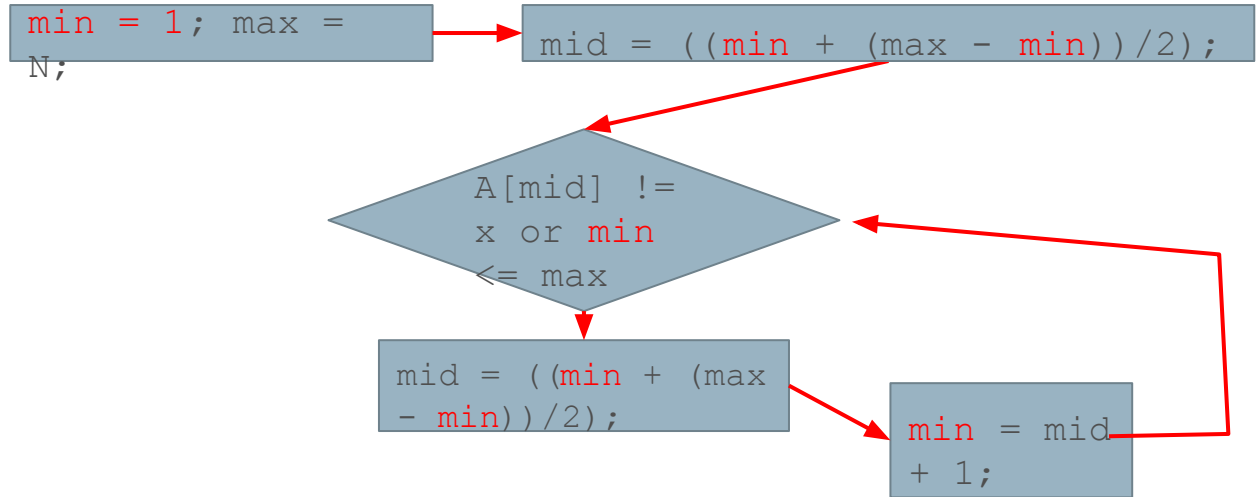 min = 1; max =
N;
mid = ((min + (max - min))/2);
A[mid] !=
x or min
<= max
mid = ((min + (max
- min))/2);
min = mid
+ 1;